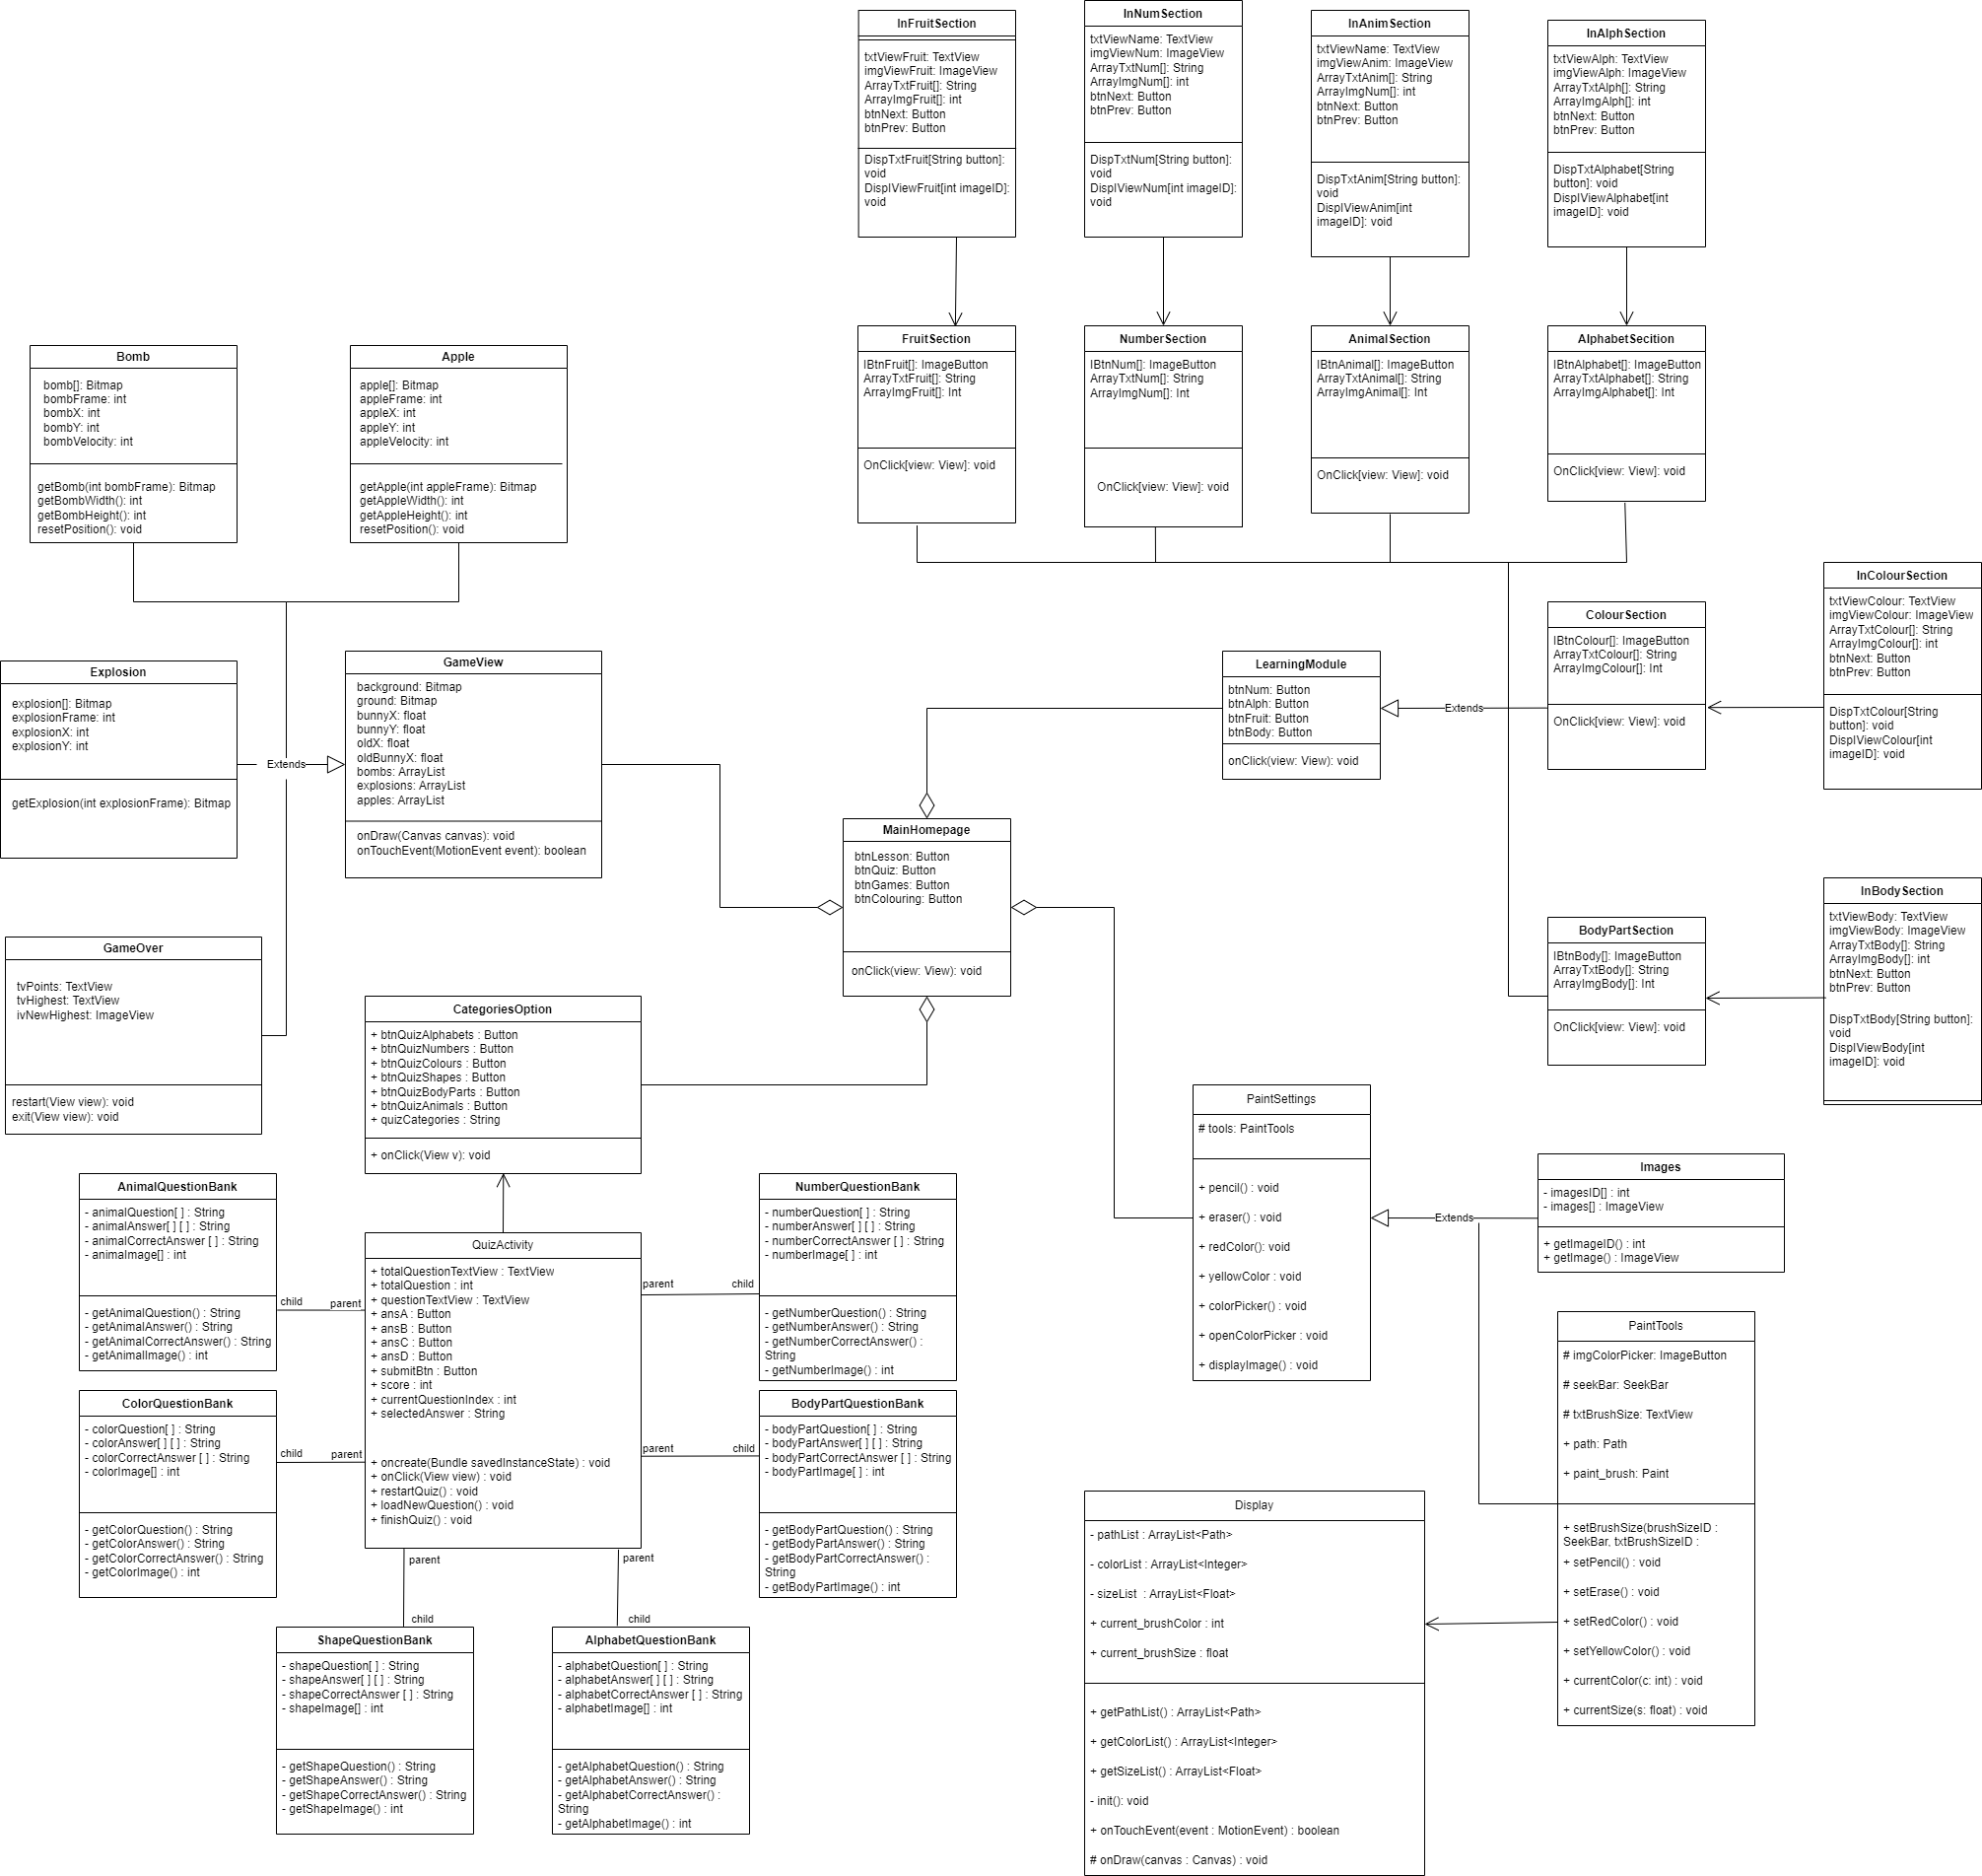 InFruitSection
txtViewFruit: TextView
imgViewFruit: ImageView
ArrayTxtFruit[]: String
ArrayImgFruit[]: int
btnNext: Button
btnPrev: Button
DispTxtFruit[String button]:
void
DispIViewFruit[int imageID]:
void
InNumSection
txtViewName: TextView
imgViewNum: ImageView
ArrayTxtNum[]: String
ArrayImgNum[]: int
btnNext: Button
btnPrev: Button
DispTxtNum[String button]:
void
DispIViewNum[int imageID]:
void
InAnimSection
txtViewName: TextView
imgViewAnim: ImageView
ArrayTxtAnim[]: String
ArrayImgNum[]: int
btnNext: Button
btnPrev: Button
DispTxtAnim[String button]:
void
DispIViewAnim[int
imageID]: void
InAlphSection
txtViewAlph: TextView
imgViewAlph: ImageView
ArrayTxtAlph[]: String
ArrayImgAlph[]: int
btnNext: Button
btnPrev: Button
DispTxtAlphabet[String
button]: void
DispIViewAlphabet[int
imageID]: void
Bomb
bomb[]: Bitmap
bombFrame: int
bombX: int
bombY: int
bombVelocity: int
getBomb(int bombFrame): Bitmap
getBombWidth(): int
getBombHeight(): int
resetPosition(): void
Apple
apple[]: Bitmap
appleFrame: int
appleX: int
appleY: int
appleVelocity: int
getApple(int appleFrame): Bitmap
getAppleWidth(): int
getAppleHeight(): int
resetPosition(): void
FruitSection
IBtnFruit[]: ImageButton
ArrayTxtFruit[]: String
ArrayImgFruit[]: Int
OnClick[view: View]: void
NumberSection
IBtnNum[]: ImageButton
ArrayTxtNum[]: String
ArrayImgNum[]: Int
OnClick[view: View]: void
AnimalSection
IBtnAnimal[]: ImageButton
ArrayTxtAnimal[]: String
ArrayImgAnimal[]: Int
OnClick[view: View]: void
AlphabetSecition
IBtnAlphabet[]: ImageButton
ArrayTxtAlphabet[]: String
ArrayImgAlphabet[]: Int
OnClick[view: View]: void
Explosion
explosion[]: Bitmap
explosionFrame: int
explosionX: int
explosionY: int
getExplosion(int explosionFrame): Bitmap
Extends
GameView
background: Bitmap
ground: Bitmap
bunnyX: float
bunnyY: float
oldX: float
oldBunnyX: float
bombs: ArrayList
explosions: ArrayList
apples: ArrayList
onDraw(Canvas canvas): void
onTouchEvent(MotionEvent event): boolean
LearningModule
btnNum: Button
btnAlph: Button
btnFruit: Button
btnBody: Button
onClick(view: View): void
Extends
ColourSection
IBtnColour[]: ImageButton
ArrayTxtColour[]: String
ArrayImgColour[]: Int
OnClick[view: View]: void
InColourSection
txtViewColour: TextView
imgViewColour: ImageView
ArrayTxtColour[]: String
ArrayImgColour[]: int
btnNext: Button
btnPrev: Button
DispTxtColour[String
button]: void
DispIViewColour[int
imageID]: void
MainHomepage
btnLesson: Button
btnQuiz: Button
btnGames: Button
btnColouring: Button
onClick(view: View): void
GameOver
tvPoints: TextView
tvHighest: TextView
ivNewHighest: ImageView
restart(View view): void
exit(View view): void
BodyPartSection
IBtnBody[]: ImageButton
ArrayTxtBody[]: String
ArrayImgBody[]: Int
OnClick[view: View]: void
InBodySection
txtViewBody: TextView
imgViewBody: ImageView
ArrayTxtBody[]: String
ArrayImgBody[]: int
btnNext: Button
btnPrev: Button
DispTxtBody[String button]:
void
DispIViewBody[int
imageID]: void
CategoriesOption
+ btnQuizAlphabets : Button
+ btnQuizNumbers : Button
+ btnQuizColours : Button
+ btnQuizShapes : Button
+ btnQuizBodyParts : Button
+ btnQuizAnimals : Button
+ quizCategories : String
+ onClick(View v): void
PaintSettings
# tools: PaintTools
+ pencil() : void
+ eraser() : void
+ redColor(): void
+ yellowColor : void
+ colorPicker() : void
+ openColorPicker : void
+ displayImage() : void
Extends
Images
- imagesID[] : int
- images[] : ImageView
+ getImageID() : int
+ getImage() : ImageView
AnimalQuestionBank
- animalQuestion[ ] : String
- animalAnswer[ ] [ ] : String
- animalCorrectAnswer [ ] : String
- animalImage[] : int
- getAnimalQuestion() : String
- getAnimalAnswer() : String
- getAnimalCorrectAnswer() : String
- getAnimalImage() : int
child
parent
QuizActivity
+ totalQuestionTextView : TextView
+ totalQuestion : int
+ questionTextView : TextView
+ ansA : Button
+ ansB : Button
+ ansC : Button
+ ansD : Button
+ submitBtn : Button
+ score : int
+ currentQuestionIndex : int
+ selectedAnswer : String
+ oncreate(Bundle savedInstanceState) : void
+ onClick(View view) : void
+ restartQuiz() : void
+ loadNewQuestion() : void
+ finishQuiz() : void
parent
child
NumberQuestionBank
- numberQuestion[ ] : String
- numberAnswer[ ] [ ] : String
- numberCorrectAnswer [ ] : String
- numberImage[ ] : int
- getNumberQuestion() : String
- getNumberAnswer() : String
- getNumberCorrectAnswer() :
String
- getNumberImage() : int
ColorQuestionBank
- colorQuestion[ ] : String
- colorAnswer[ ] [ ] : String
- colorCorrectAnswer [ ] : String
- colorImage[] : int
- getColorQuestion() : String
- getColorAnswer() : String
- getColorCorrectAnswer() : String
- getColorImage() : int
child
parent
parent
child
BodyPartQuestionBank
- bodyPartQuestion[ ] : String
- bodyPartAnswer[ ] [ ] : String
- bodyPartCorrectAnswer [ ] : String
- bodyPartImage[ ] : int
- getBodyPartQuestion() : String
- getBodyPartAnswer() : String
- getBodyPartCorrectAnswer() :
String
- getBodyPartImage() : int
PaintTools
# imgColorPicker: ImageButton
# seekBar: SeekBar
# txtBrushSize: TextView
+ path: Path
+ paint_brush: Paint
+ setBrushSize(brushSizeID :
SeekBar, txtBrushSizeID :
+ setPencil() : void
+ setErase() : void
+ setRedColor() : void
+ setYellowColor() : void
+ currentColor(c: int) : void
+ currentSize(s: float) : void
Display
- pathList : ArrayList<Path>
- colorList : ArrayList<Integer>
- sizeList : ArrayList<Float>
+ current_brushColor : int
+ current_brushSize : float
+ getPathList() : ArrayList<Path>
+ getColorList() : ArrayList<Integer>
+ getSizeList() : ArrayList<Float>
- init(): void
+ onTouchEvent(event : MotionEvent) : boolean
# onDraw(canvas : Canvas) : void
parent
child
ShapeQuestionBank
- shapeQuestion[ ] : String
- shapeAnswer[ ] [ ] : String
- shapeCorrectAnswer [ ] : String
- shapeImage[] : int
- getShapeQuestion() : String
- getShapeAnswer() : String
- getShapeCorrectAnswer() : String
- getShapeImage() : int
parent
child
AlphabetQuestionBank
- alphabetQuestion[ ] : String
- alphabetAnswer[ ] [ ] : String
- alphabetCorrectAnswer [ ] : String
- alphabetImage[] : int
- getAlphabetQuestion() : String
- getAlphabetAnswer() : String
- getAlphabetCorrectAnswer() :
String
- getAlphabetImage() : int